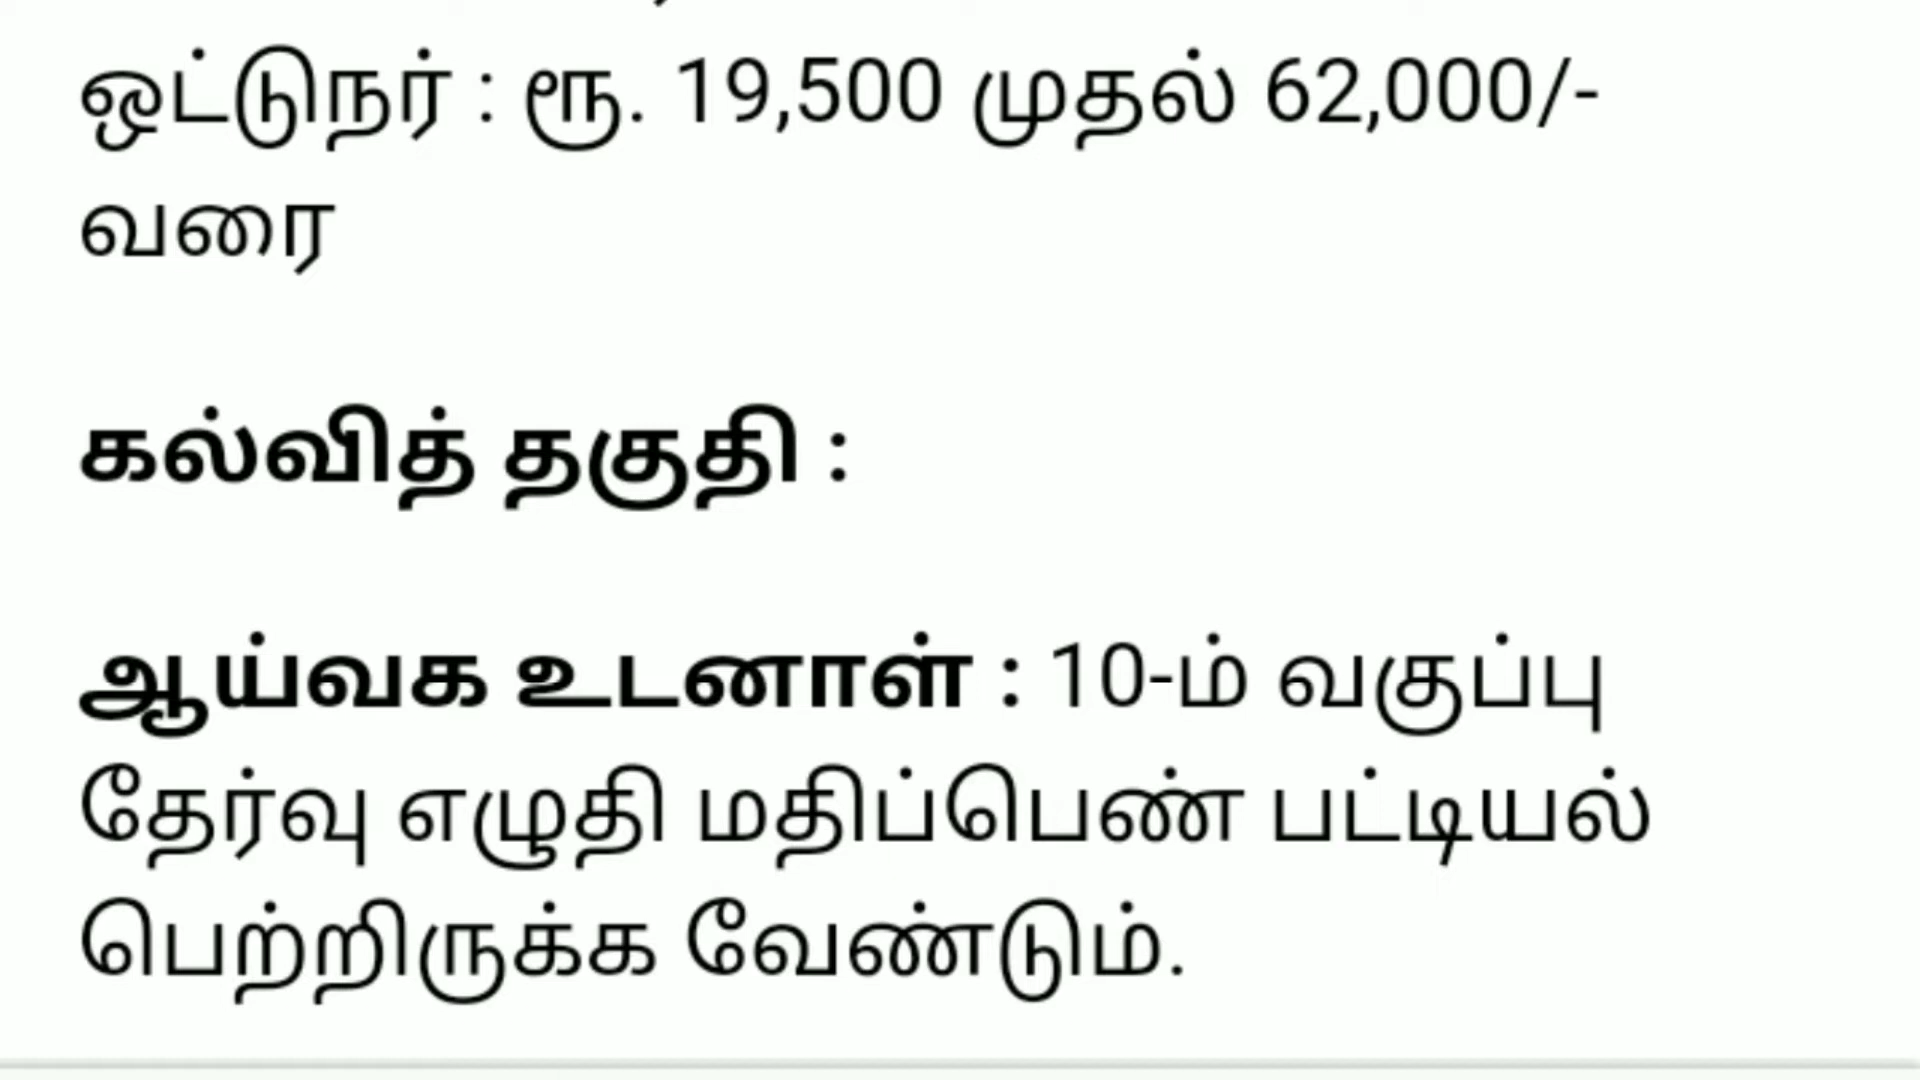 ஒட்டுநர் : ரூ. 19,500 முதல் 62,000/-
வரை
கல்வித் தகுதி :
ஆய்வக உடனாள் : 10-ம் வகுப்பு
தேர்வு எழுதி மதிப்பெண் பட்டியல்
பெற்றிருக்க வேண்டும்.